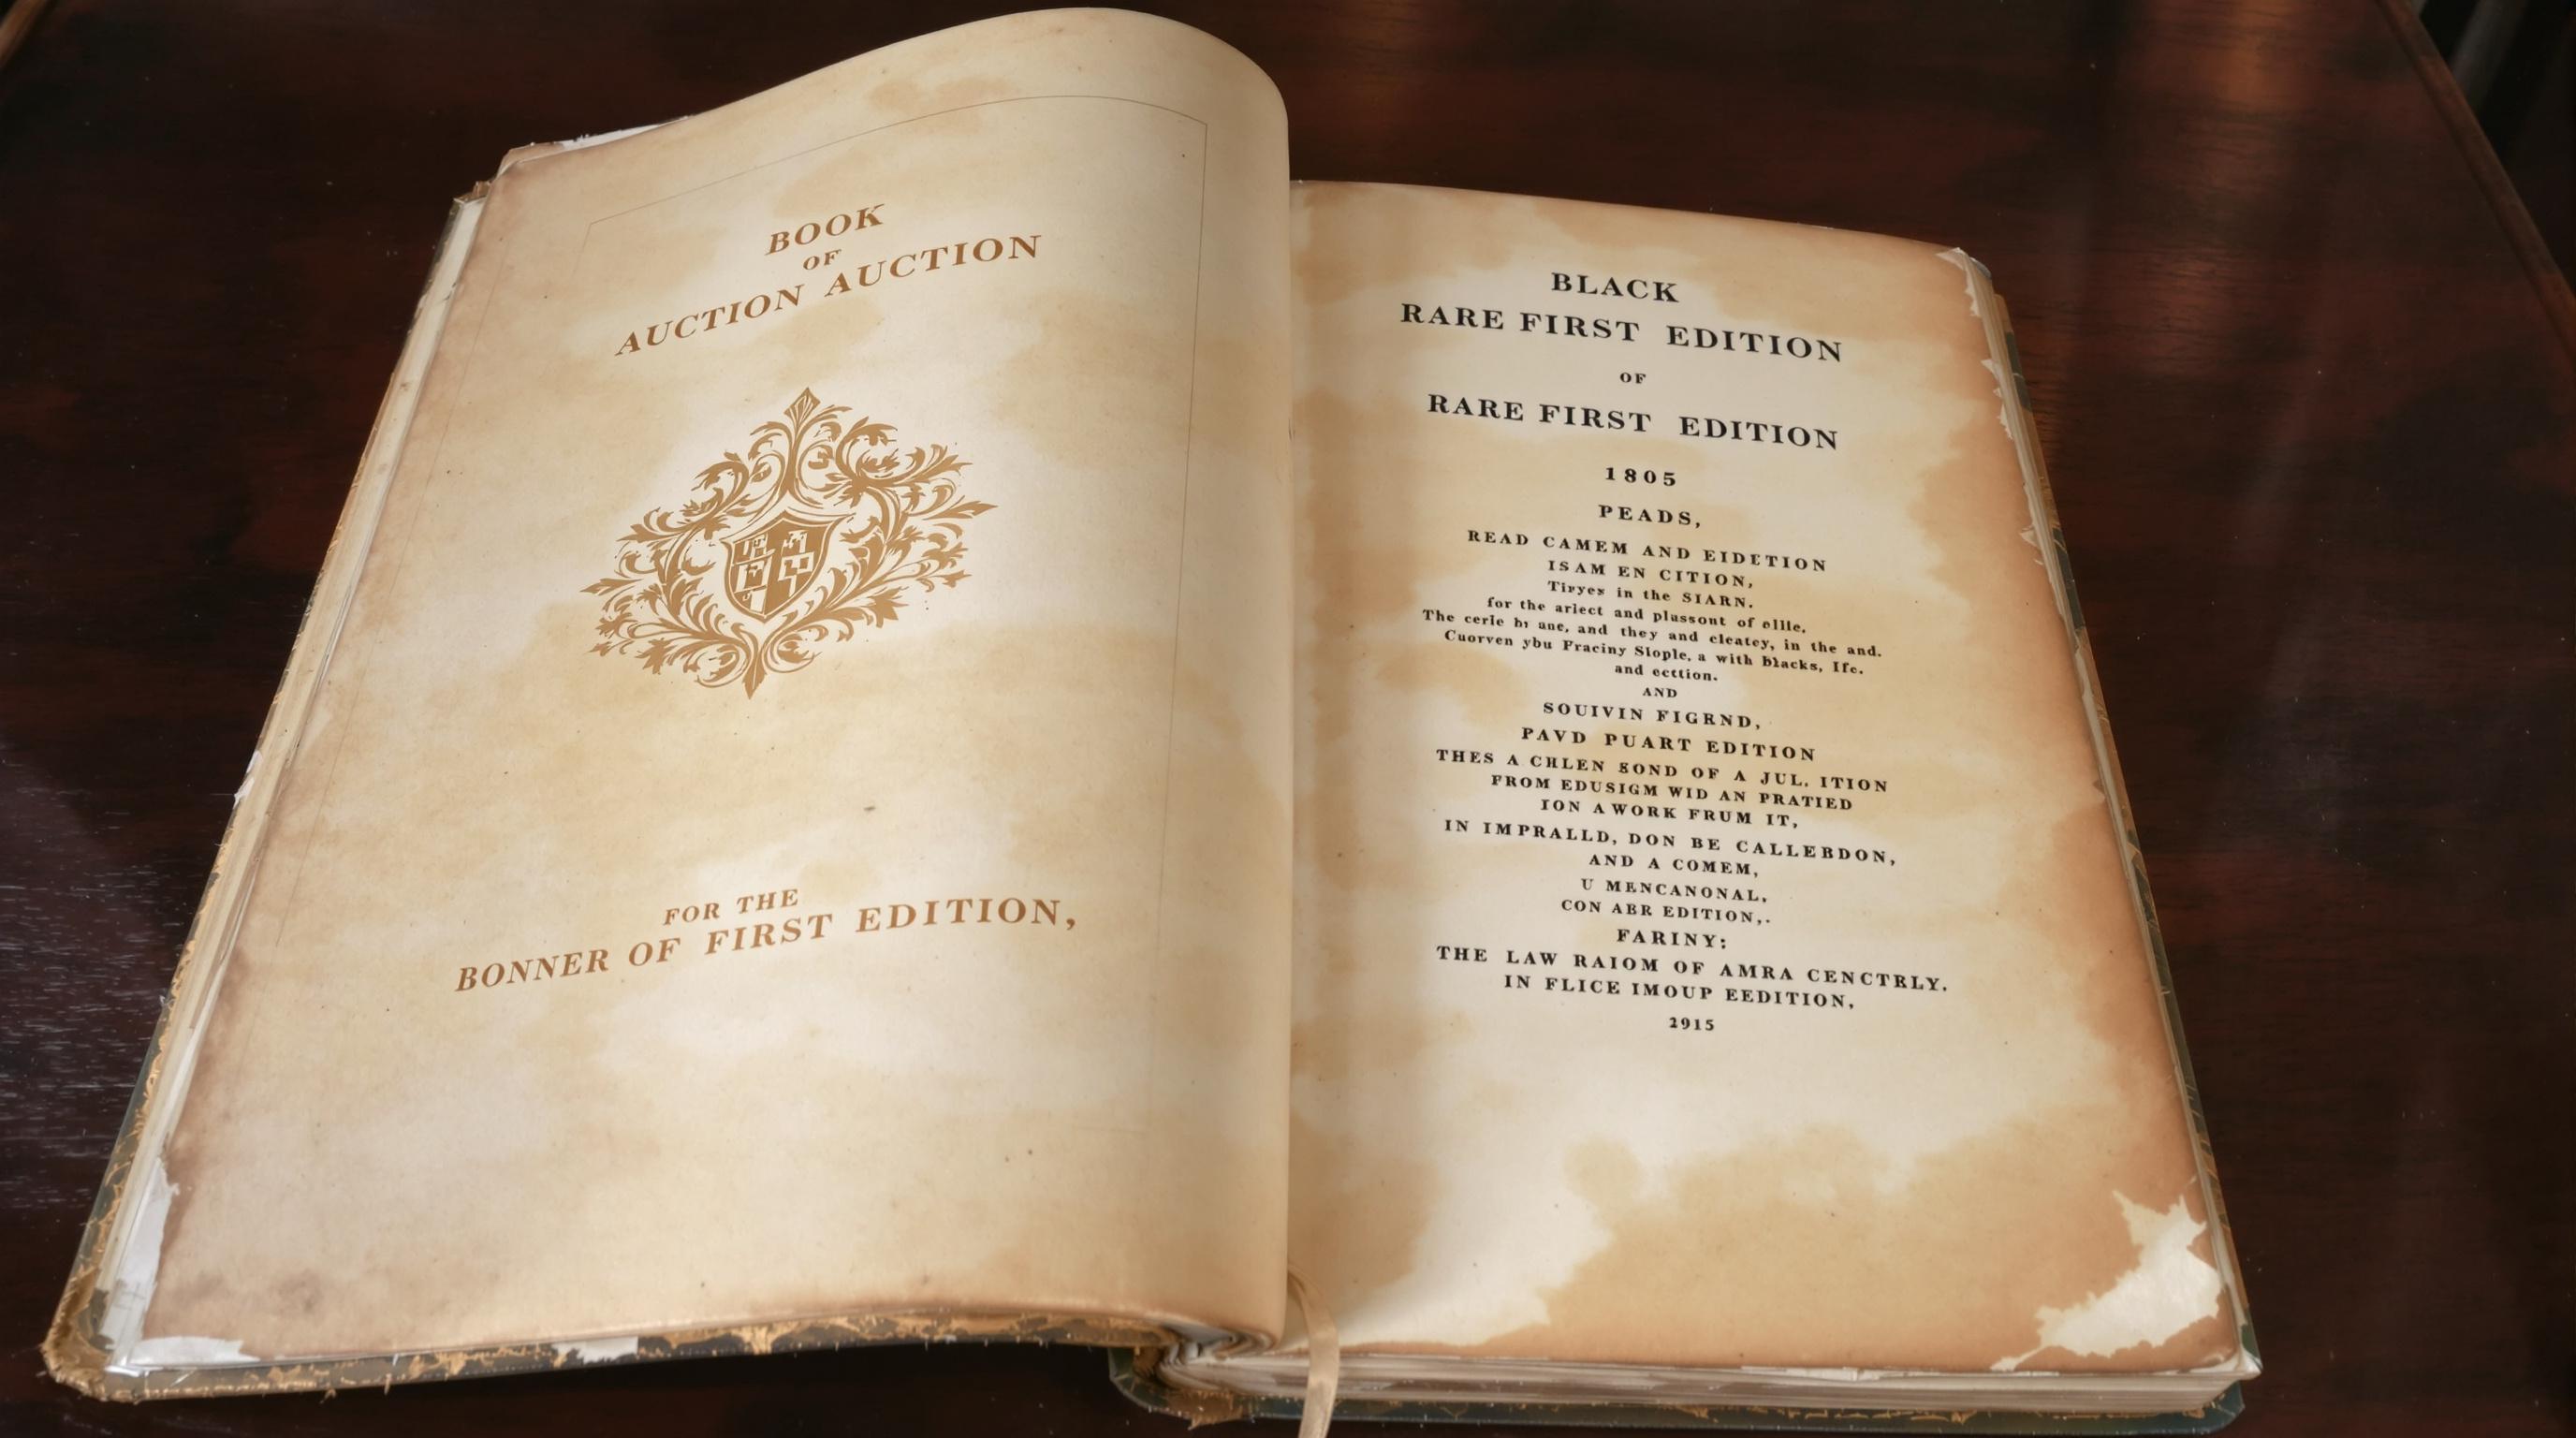 BOOK
OF
AUCTION AUCTION
FOR THE
BONNER OF FIRST EDITION,
BLACK
RARE FIRST EDITION
OF
RARE FIRST EDITION
1805
PEADS,
READ CAMEM AND EIDETION
ISAM EN CITION,
in the SIARN.
for the ariect and plussont of ellle.
The cerle ane, and they and cleatey, in the and.
Cuorven ybu Fraciny Slople, a with blacks, Ifc.
and ecttion.
AND
SOUIVIN FIGRND,
PAVD PUART EDITION
THES A CHLEN SOND OF A JUL. ITION
FROM EDUSIGM WID AN PRATIED
ION A WORK FRUM IT,
IN IMPRALLD, DON BE CALLEBDON,
AND A COMEM,
U MENCANONAL,
CON ABR EDITION,.
FARINY:
THE LAW RAIOM OF AMRA CENCTRLY.
IN FLICE IMOUP EEDITION,
2915